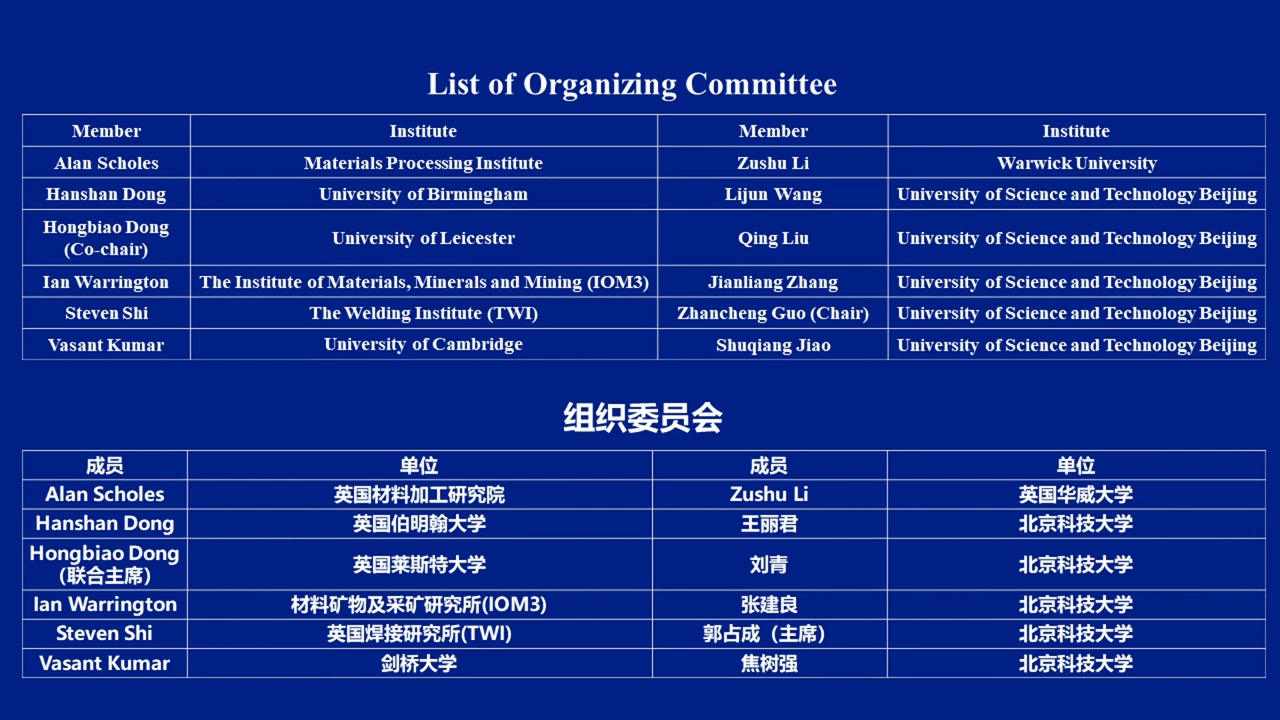 List of Organizing Committee
Member Institute Member Institute
Alan Scholes Materials Processing Institute Zushu Li Warwick University
Hanshan Dong University of Birmingham Lijun Wang University of Science and Technology Beijing
Hongbiao Dong
(Co-chair) University of Leicester Qing Liu University of Science and Technology Beijing
Ian Warrington The Institute of Materials, Minerals and Mining (IOM3) Jianliang Zhang University of Science and Technology Beijing
Steven Shi The Welding Institute (TWI) Zhancheng Guo (Chair) University of Science and Technology Beijing
Vasant Kumar University of Cambridge Shuqiang Jiao University of Science and Technology Beijing
组织委员会
成员 单位 成员 单位
Alan Scholes 英国材料加工研究院 Zushu Li 英国华威大学
Hanshan Dong 英国伯明翰大学 王丽君 北京科技大学
Hongbiao Dong
(联合主席) 英国莱斯特大学 刘青 北京科技大学
Ian Warrington 材料矿物及采矿研究所(IOM3) 张建良 北京科技大学
Steven Shi 英国焊接研究所(TWI) 郭占成（主席） 北京科技大学
Vasant Kumar 剑桥大学 焦树强 北京科技大学